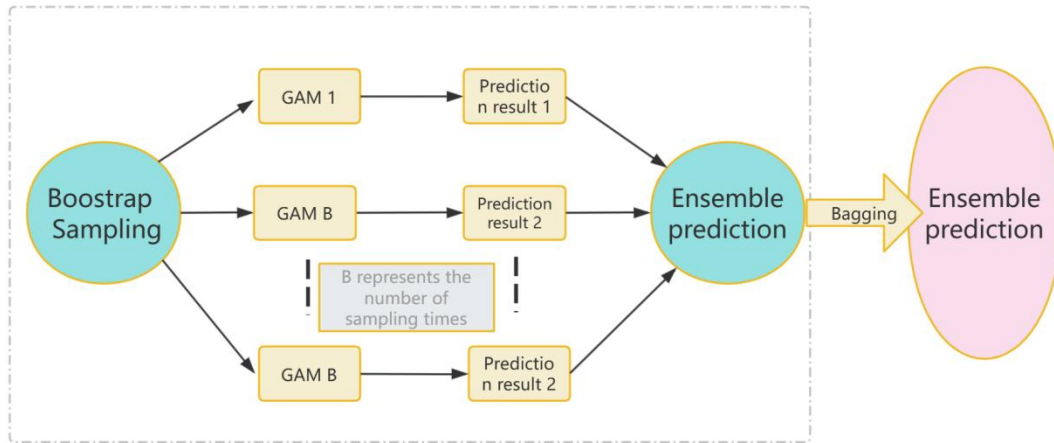 GAM 1
Predictio
n result 1
Boostrap
Sampling
GAM B
Prediction
result 2
Ensemble
prediction
Bagging
Ensemble
prediction
B represents the
number of
sampling times
GAM B
Predictio
n result 2